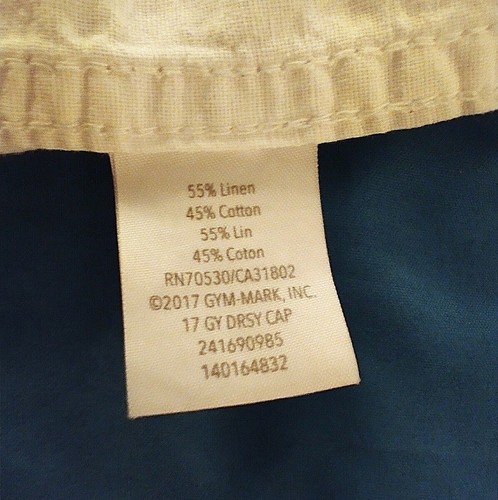 55% Linen
45% Cotton
55% Lin
45% Coton
RN70530/CA31802
©2017 GYM-MARK, INC.
17 GY DRSY CAP
241690985
140164832